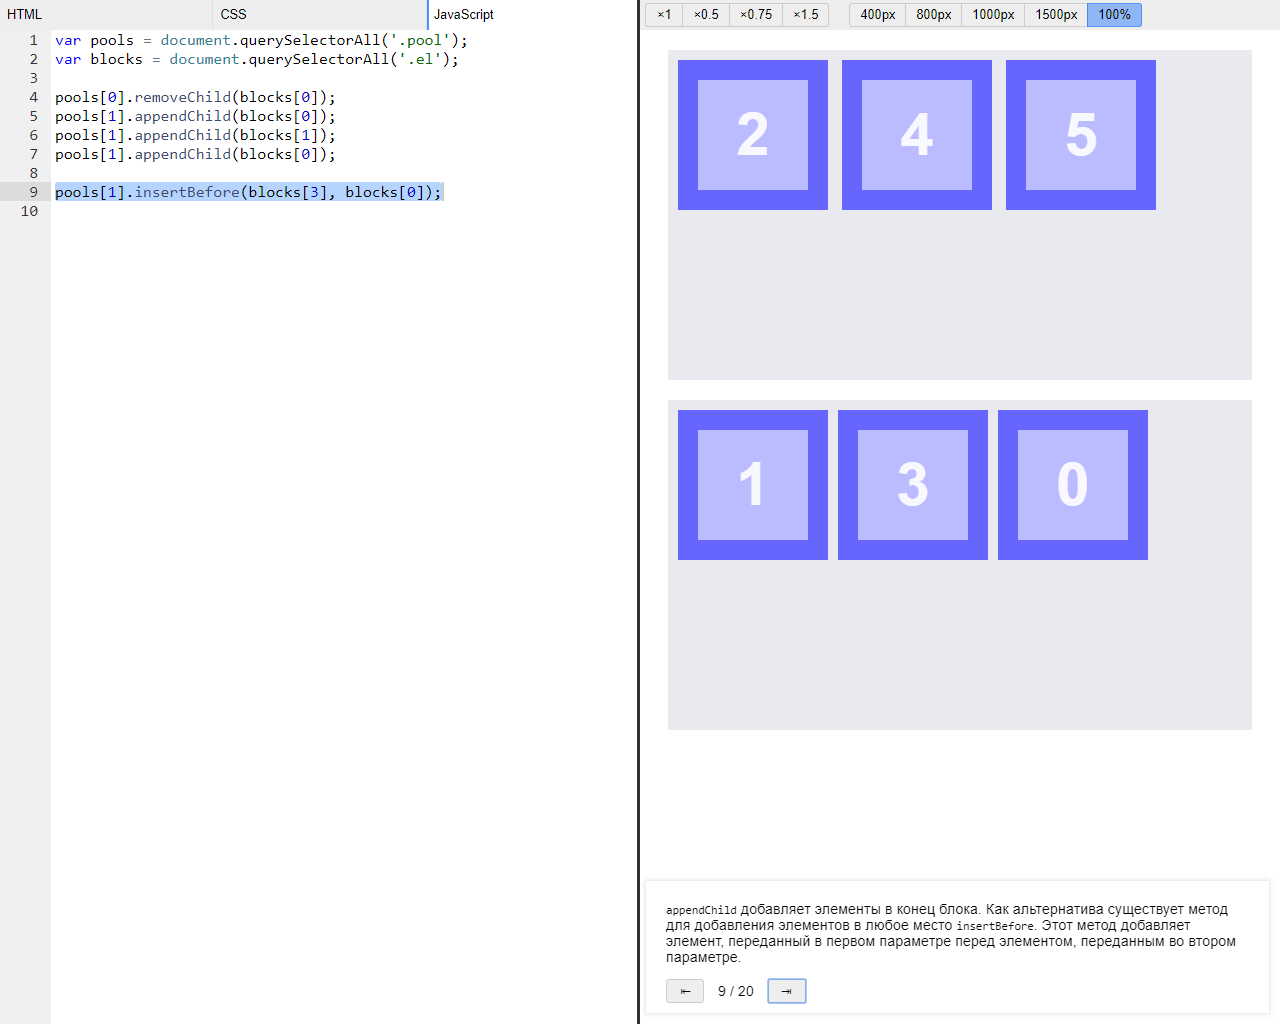 HTML CSS JavaScript
×1 ×0.5 ×0.75 ×1.5 400px 800px 1000px 1500px 100%
1 var pools = document.querySelectorAll('.pool');
2 var blocks = document.querySelectorAll('.el');
3
4 pools[0].removeChild(blocks[0]);
5 pools[1].appendChild(blocks[0]);
6 pools[1].appendChild(blocks[1]);
7 pools[1].appendChild(blocks[0]);
8
9 pools[1].insertBefore(blocks[3], blocks[0]);
10
2 4 5
1 3 0
appendChild добавляет элементы в конец блока. Как альтернатива существует метод
для добавления элементов в любое место insertBefore. Этот метод добавляет
элемент, переданный в первом параметре перед элементом, переданным во втором
параметре.
⇤ 9 / 20 ⇥